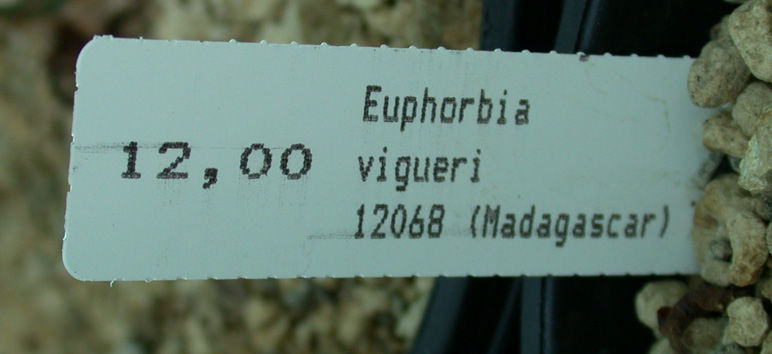 Euphorbia
12,00 vigueri
12068 (Madagascar)